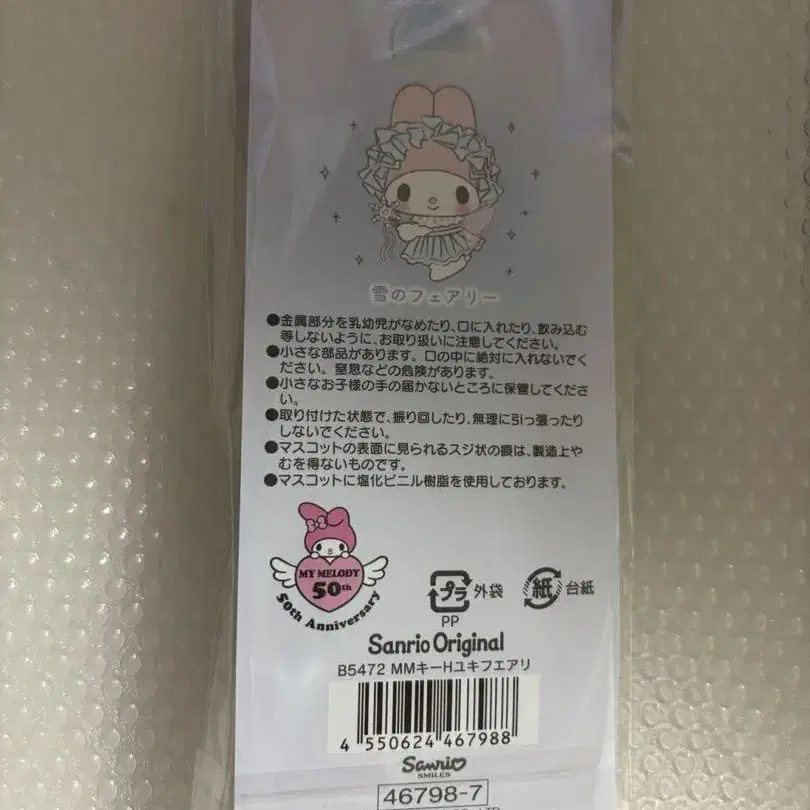 雪のフェアリー
●金属部分を乳幼児がなめたり、口に入れたり、飲み込む
等しないように、お取り扱いに注意してください。
●小さな部品があります。口の中に絶対に入れないでく
ださい。窒息などの危険があります。
●小さなお子様の手の届かないところに保管してくださ
い。
●取り付けた状態で、振り回したり、無理に引っ張ったり
しないでください。
●マスコットの表面に見られるスジ状の痕は、製造上や
むを得ないものです。
●マスコットに塩化ビニル樹脂を使用しております。
MY MELODY
50th
50th Anniversary
プラ 外袋
PP
紙 台紙
Sanrio Original
B5472 MMキーHユキフエアリ
4 550624 467988
Sanrio
SMILES
46798-7